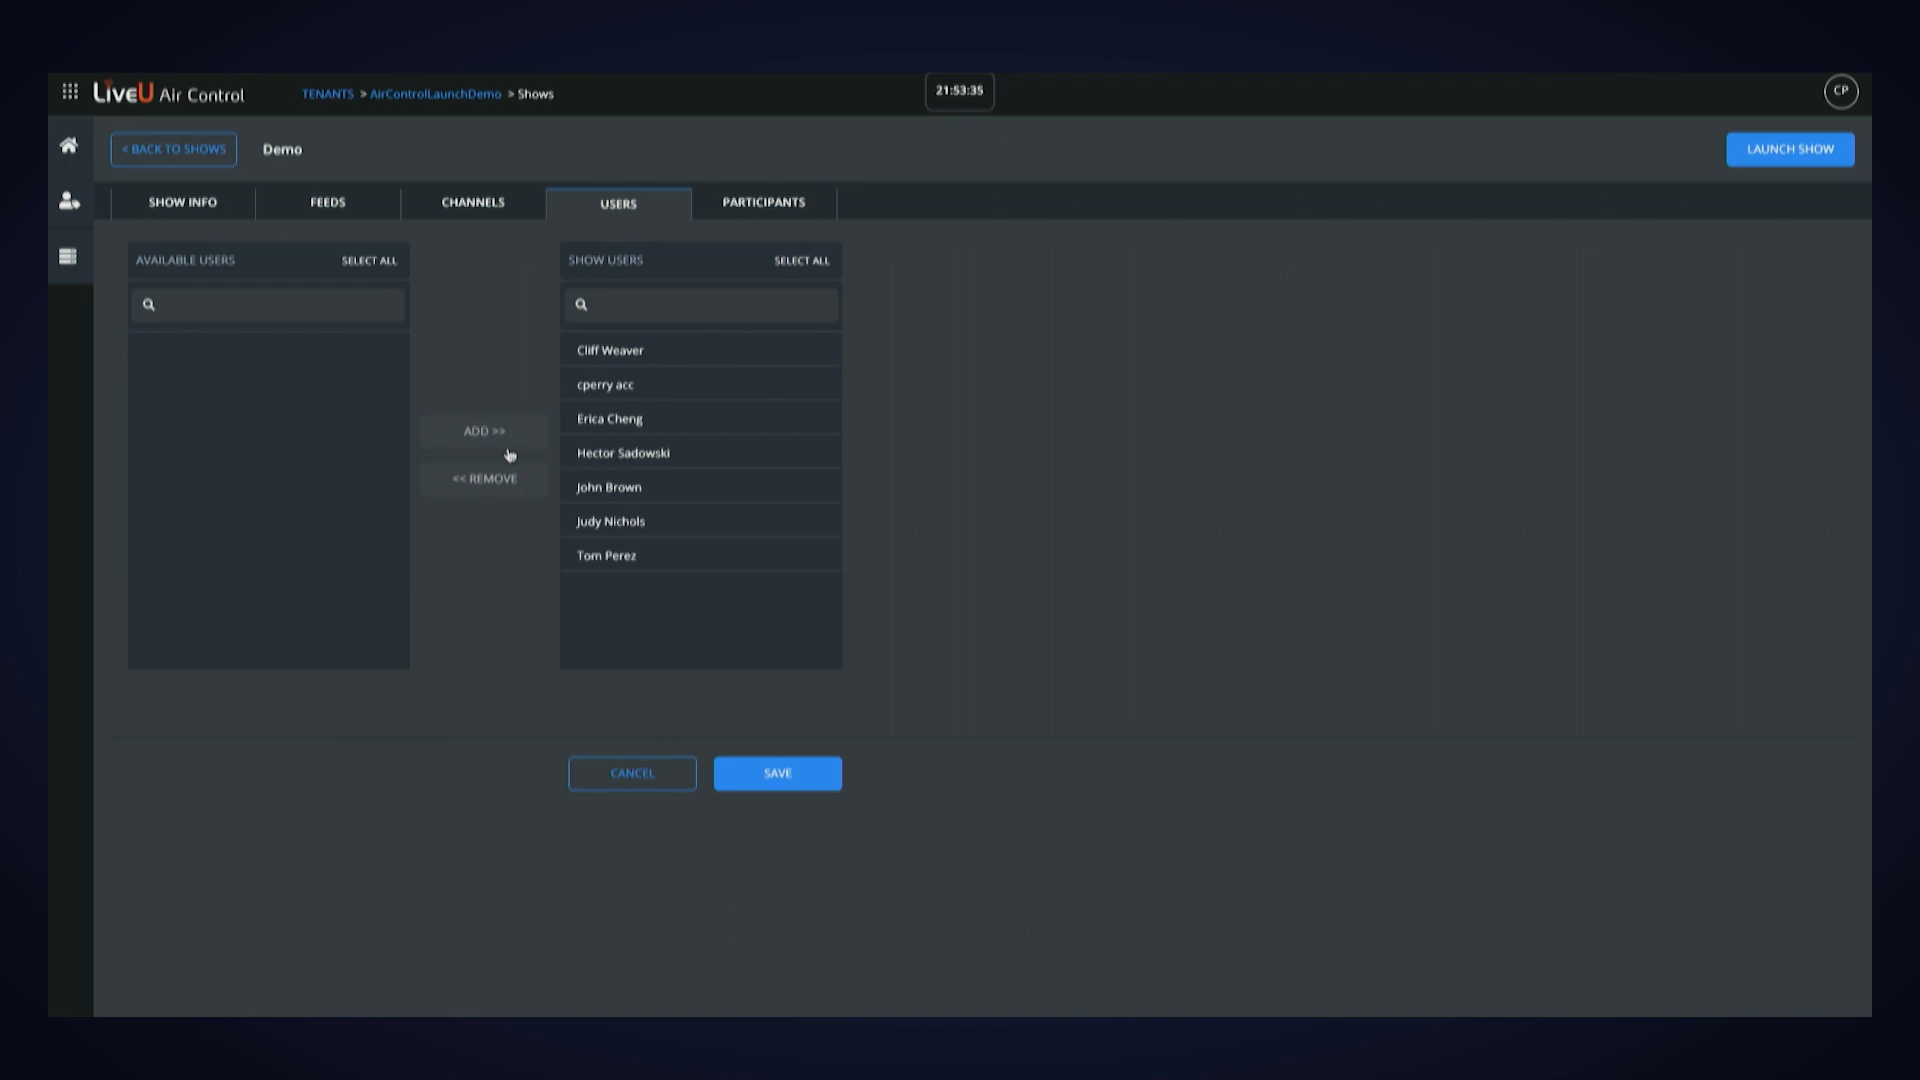 LiveU Air Control
TENANTS > AirControlLaunchDemo > Shows
21:53:35
CP
< BACK TO SHOWS
Demo
LAUNCH SHOW
SHOW INFO
FEEDS
CHANNELS
USERS
PARTICIPANTS
AVAILABLE USERS
SELECT ALL
SHOW USERS
SELECT ALL
Cliff Weaver
cperry acc
Erica Cheng
Hector Sadowski
John Brown
Judy Nichols
Tom Perez
ADD >>
<< REMOVE
CANCEL
SAVE